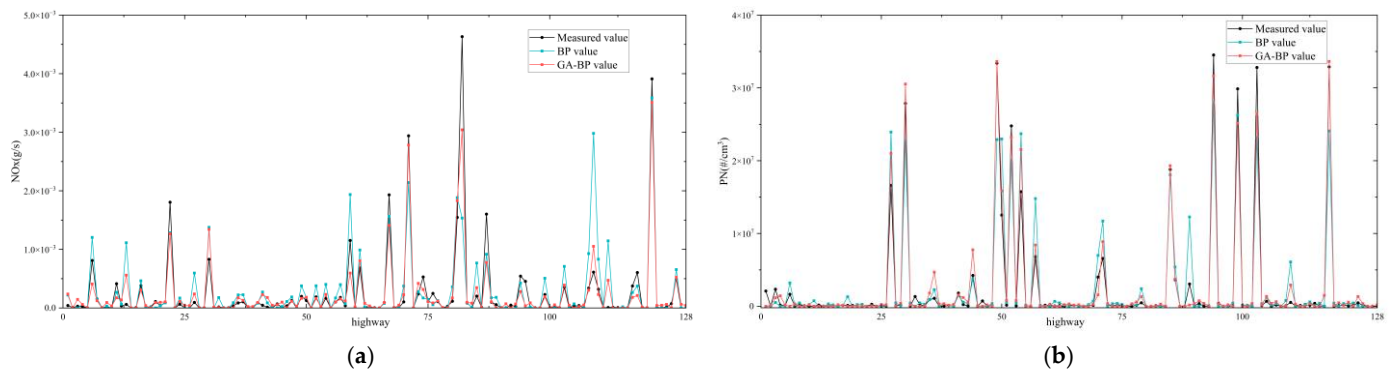 5.0×10⁻³
4.0×10⁻³
3.0×10⁻³
2.0×10⁻³
1.0×10⁻³
0.0
NOx(g/s)
Measured value
BP value
GA-BP value
1 25 50 75 100 128
highway
(a)
4×10⁷
3×10⁷
2×10⁷
1×10⁷
0
PN(#/cm³)
Measured value
BP value
GA-BP value
1 25 50 75 100 128
highway
(b)